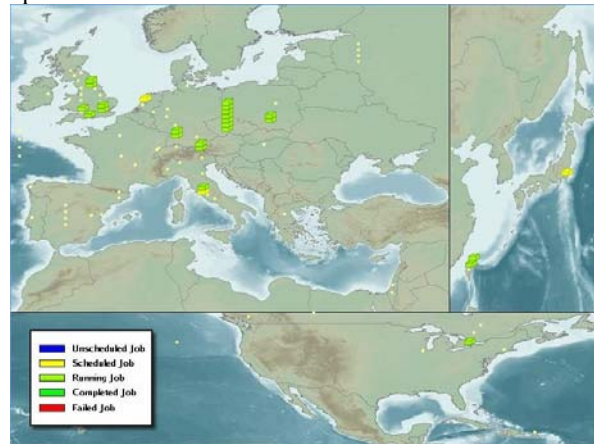 Unscheduled Job
Scheduled Job
Running Job
Completed Job
Failed Job